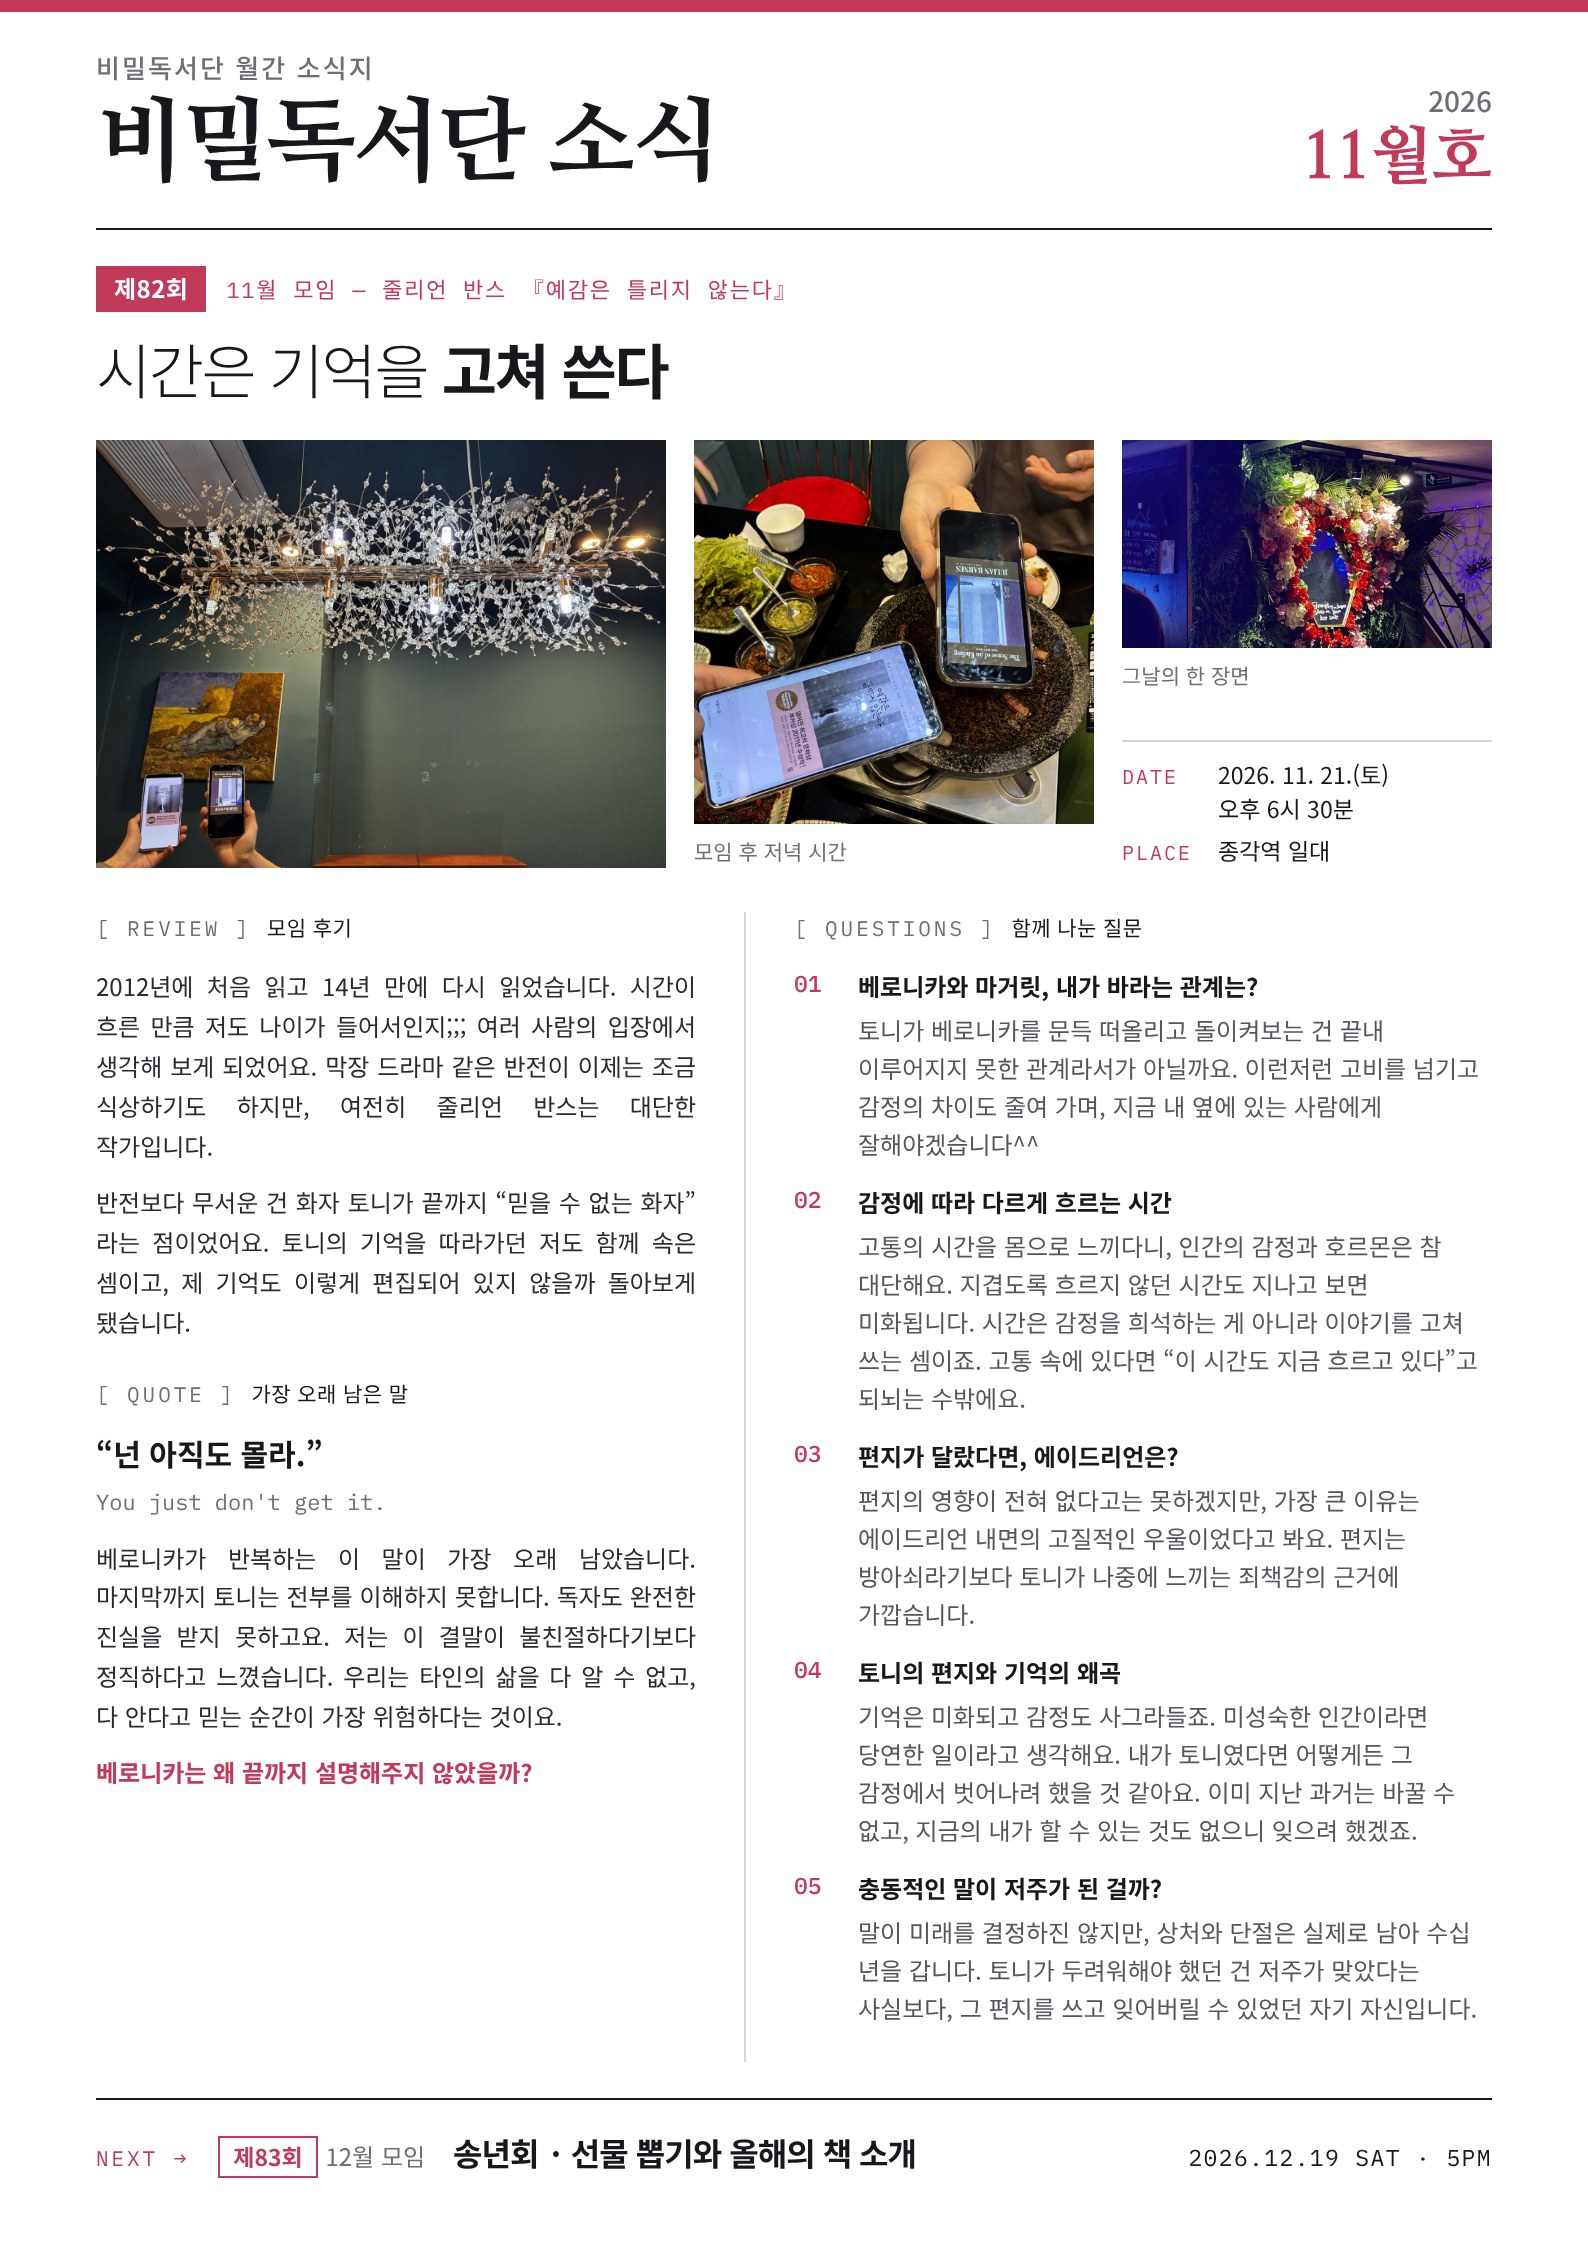 비밀독서단 월간 소식지
비밀독서단 소식
2026
11월호
제82회 11월 모임 — 줄리언 반스 『예감은 틀리지 않는다』
시간은 기억을 고쳐 쓴다
JULIAN BARNES
The Sense of an Ending
그날의 한 장면
DATE 2026. 11. 21.(토)
오후 6시 30분
PLACE 종각역 일대
모임 후 저녁 시간
[ REVIEW ] 모임 후기
2012년에 처음 읽고 14년 만에 다시 읽었습니다. 시간이
흐른 만큼 저도 나이가 들어서인지;;; 여러 사람의 입장에서
생각해 보게 되었어요. 막장 드라마 같은 반전이 이제는 조금
식상하기도 하지만, 여전히 줄리언 반스는 대단한
작가입니다.
반전보다 무서운 건 화자 토니가 끝까지 “믿을 수 없는 화자”
라는 점이었어요. 토니의 기억을 따라가던 저도 함께 속은
셈이고, 제 기억도 이렇게 편집되어 있지 않을까 돌아보게
됐습니다.
[ QUOTE ] 가장 오래 남은 말
“넌 아직도 몰라.”
You just don't get it.
베로니카가 반복하는 이 말이 가장 오래 남았습니다.
마지막까지 토니는 전부를 이해하지 못합니다. 독자도 완전한
진실을 받지 못하고요. 저는 이 결말이 불친절하다기보다
정직하다고 느꼈습니다. 우리는 타인의 삶을 다 알 수 없고,
다 안다고 믿는 순간이 가장 위험하다는 것이요.
베로니카는 왜 끝까지 설명해주지 않았을까?
[ QUESTIONS ] 함께 나눈 질문
01 베로니카와 마거릿, 내가 바라는 관계는?
토니가 베로니카를 문득 떠올리고 돌이켜보는 건 끝내
이루어지지 못한 관계라서가 아닐까요. 이런저런 고비를 넘기고
감정의 차이도 줄여 가며, 지금 내 옆에 있는 사람에게
잘해야겠습니다^^
02 감정에 따라 다르게 흐르는 시간
고통의 시간을 몸으로 느끼다니, 인간의 감정과 호르몬은 참
대단해요. 지겹도록 흐르지 않던 시간도 지나고 보면
미화됩니다. 시간은 감정을 희석하는 게 아니라 이야기를 고쳐
쓰는 셈이죠. 고통 속에 있다면 “이 시간도 지금 흐르고 있다”고
되뇌는 수밖에요.
03 편지가 달랐다면, 에이드리언은?
편지의 영향이 전혀 없다고는 못하겠지만, 가장 큰 이유는
에이드리언 내면의 고질적인 우울이었다고 봐요. 편지는
방아쇠라기보다 토니가 나중에 느끼는 죄책감의 근거에
가깝습니다.
04 토니의 편지와 기억의 왜곡
기억은 미화되고 감정도 사그라들죠. 미성숙한 인간이라면
당연한 일이라고 생각해요. 내가 토니였다면 어떻게든 그
감정에서 벗어나려 했을 것 같아요. 이미 지난 과거는 바꿀 수
없고, 지금의 내가 할 수 있는 것도 없으니 잊으려 했겠죠.
05 충동적인 말이 저주가 된 걸까?
말이 미래를 결정하진 않지만, 상처와 단절은 실제로 남아 수십
년을 갑니다. 토니가 두려워해야 했던 건 저주가 맞았다는
사실보다, 그 편지를 쓰고 잊어버릴 수 있었던 자기 자신입니다.
NEXT → 제83회 12월 모임 송년회 · 선물 뽑기와 올해의 책 소개
2026.12.19 SAT · 5PM